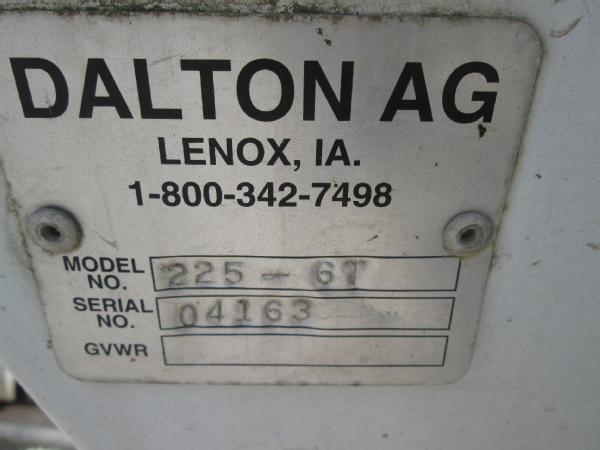 DALTON AG
LENOX, IA.
1-800-342-7498
MODEL NO. 225-6T
SERIAL NO. 04163
GVWR